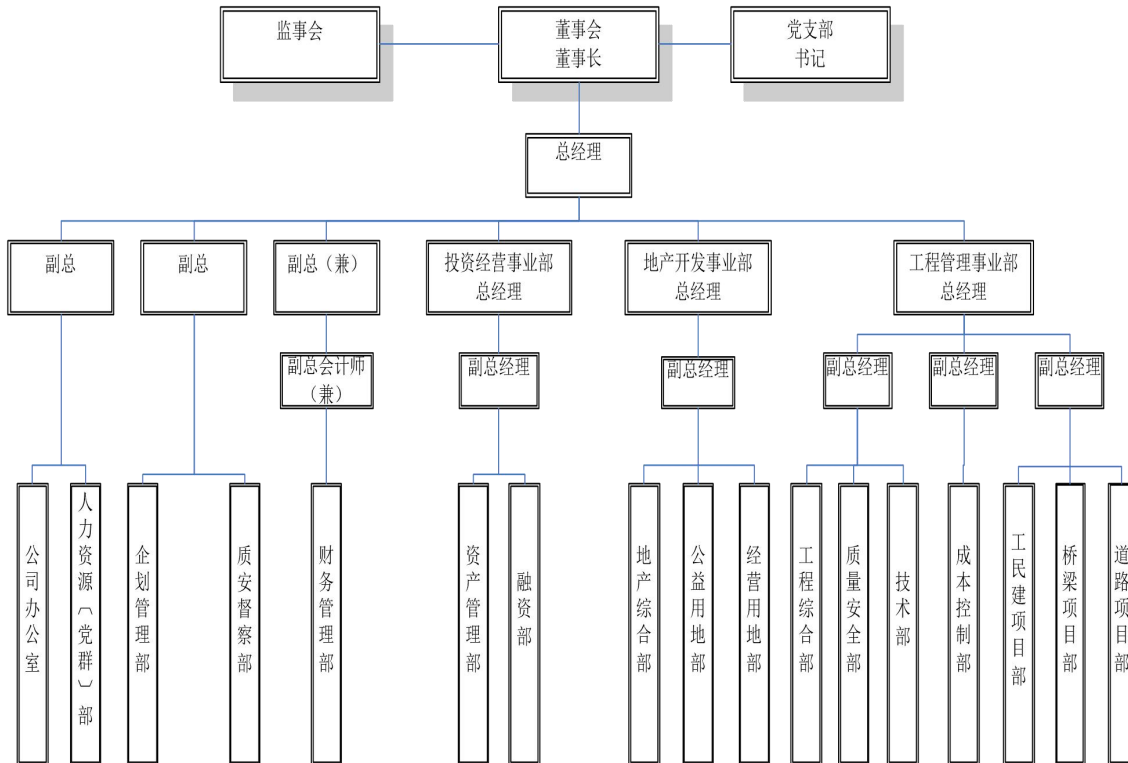 监事会
董事会
董事长
党支部
书记
总经理
副总
副总
副总（兼）
投资经营事业部
总经理
地产开发事业部
总经理
工程管理事业部
总经理
副总会计师
（兼）
副总经理
副总经理
副总经理
副总经理
副总经理
公司办公室
人力资源〔党群〕部
企划管理部
质安督察部
财务管理部
资产管理部
融资部
地产综合部
公益用地部
经营用地部
工程综合部
质量安全部
技术部
成本控制部
工民建项目部
桥梁项目部
道路项目部